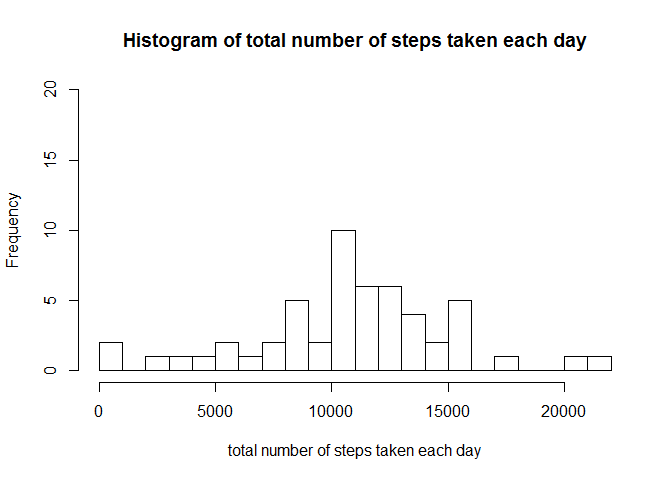 Histogram of total number of steps taken each day
Frequency
20
15
10
5
0
0 5000 10000 15000 20000
total number of steps taken each day